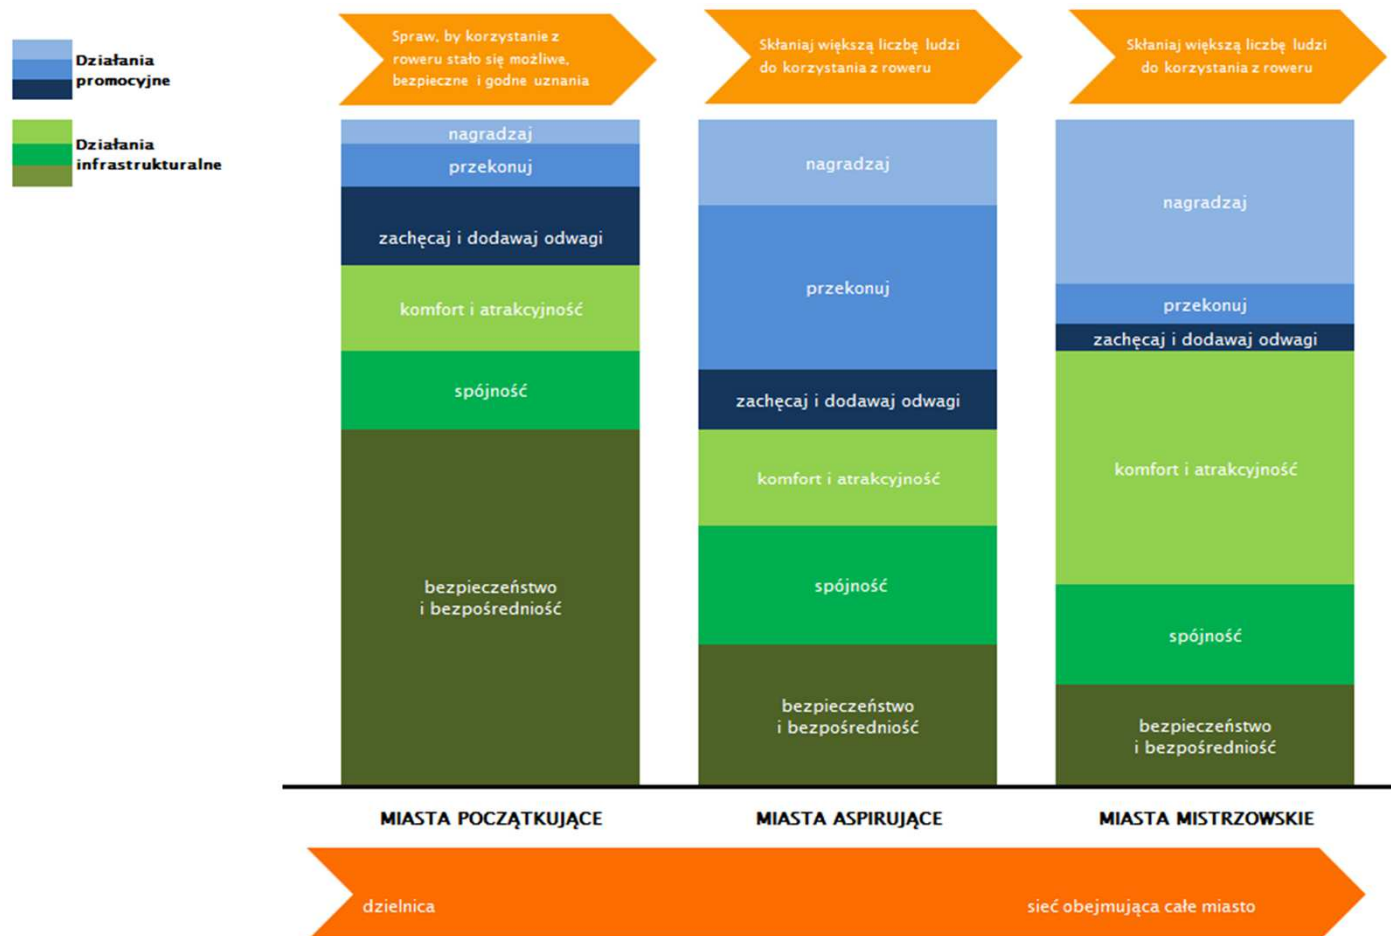 Działania
promocyjne
Działania
infrastrukturalne
Spraw, by korzystanie z
roweru stało się możliwe,
bezpieczne i godne uznania
Skłaniaj większą liczbę ludzi
do korzystania z roweru
Skłaniaj większą liczbę ludzi
do korzystania z roweru
nagradzaj
przekonuj
zachęcaj i dodawaj odwagi
komfort i atrakcyjność
spójność
bezpieczeństwo
i bezpośredniość
nagradzaj
przekonuj
zachęcaj i dodawaj odwagi
komfort i atrakcyjność
spójność
bezpieczeństwo
i bezpośredniość
nagradzaj
przekonuj
zachęcaj i dodawaj odwagi
komfort i atrakcyjność
spójność
bezpieczeństwo
i bezpośredniość
MIASTA POCZĄTKUJĄCE
MIASTA ASPIRUJĄCE
MIASTA MISTRZOWSKIE
dzielnica
sieć obejmująca całe miasto